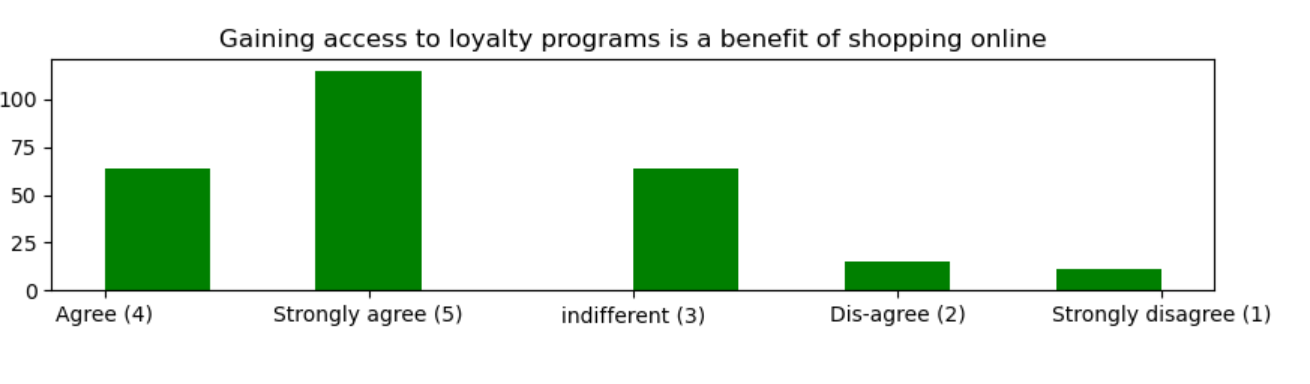 Gaining access to loyalty programs is a benefit of shopping online
100
75
50
25
0
Agree (4) Strongly agree (5) indifferent (3) Dis-agree (2) Strongly disagree (1)